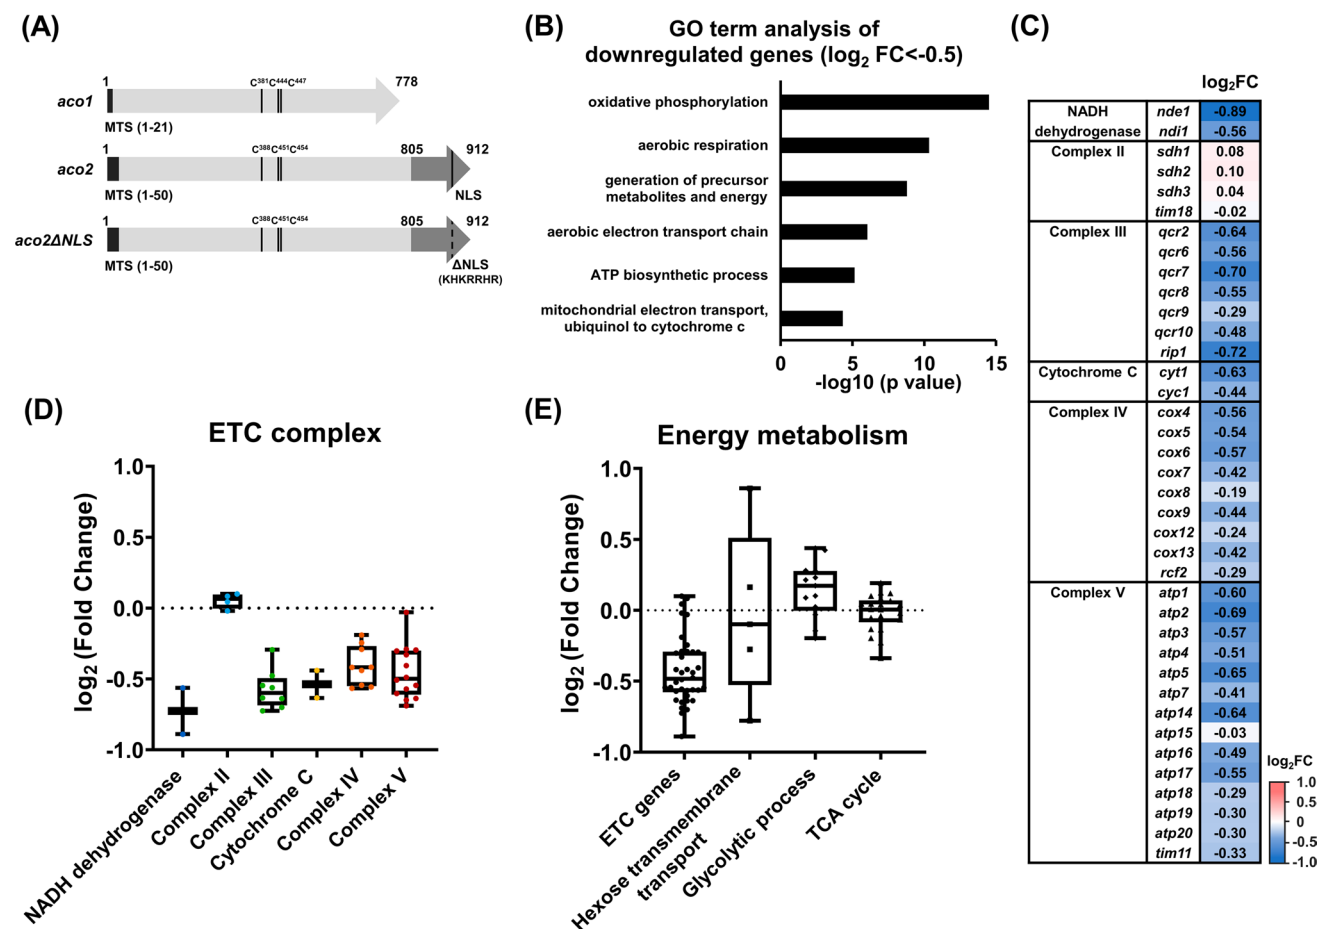 (A)
1
C381C444C447
778
aco1
MTS (1-21)
1
C388C451C454
805
912
aco2
MTS (1-50)
NLS
1
C388C451C454
805
912
aco2ΔNLS
MTS (1-50)
ΔNLS
(KHKRRHR)
(B)
GO term analysis of
downregulated genes (log2 FC<-0.5)
oxidative phosphorylation
aerobic respiration
generation of precursor
metabolites and energy
aerobic electron transport chain
ATP biosynthetic process
mitochondrial electron transport,
ubiquinol to cytochrome c
0 5 10 15
-log10 (p value)
(C)
log2FC
NADH nde1 -0.89
dehydrogenase ndi1 -0.56
Complex II sdh1 0.08
sdh2 0.10
sdh3 0.04
tim18 -0.02
Complex III qcr2 -0.64
qcr6 -0.56
qcr7 -0.70
qcr8 -0.55
qcr9 -0.29
qcr10 -0.48
rip1 -0.72
Cytochrome C cyt1 -0.63
cyc1 -0.44
Complex IV cox4 -0.56
cox5 -0.54
cox6 -0.57
cox7 -0.42
cox8 -0.19
cox9 -0.44
cox12 -0.24
cox13 -0.42
rcf2 -0.29
Complex V atp1 -0.60
atp2 -0.69
atp3 -0.57
atp4 -0.51
atp5 -0.65
atp7 -0.41
atp14 -0.64
atp15 -0.03
atp16 -0.49
atp17 -0.55
atp18 -0.29
atp19 -0.30
atp20 -0.30
tim11 -0.33
log2FC
1.0
0.5
0
-0.5
-1.0
(D)
ETC complex
log2 (Fold Change)
1.0
0.5
0.0
-0.5
-1.0
NADH dehydrogenase
Complex II
Complex III
Cytochrome C
Complex IV
Complex V
(E)
Energy metabolism
log2 (Fold Change)
1.0
0.5
0.0
-0.5
-1.0
ETC genes
Hexose transmembrane
transport
Glycolytic process
TCA cycle